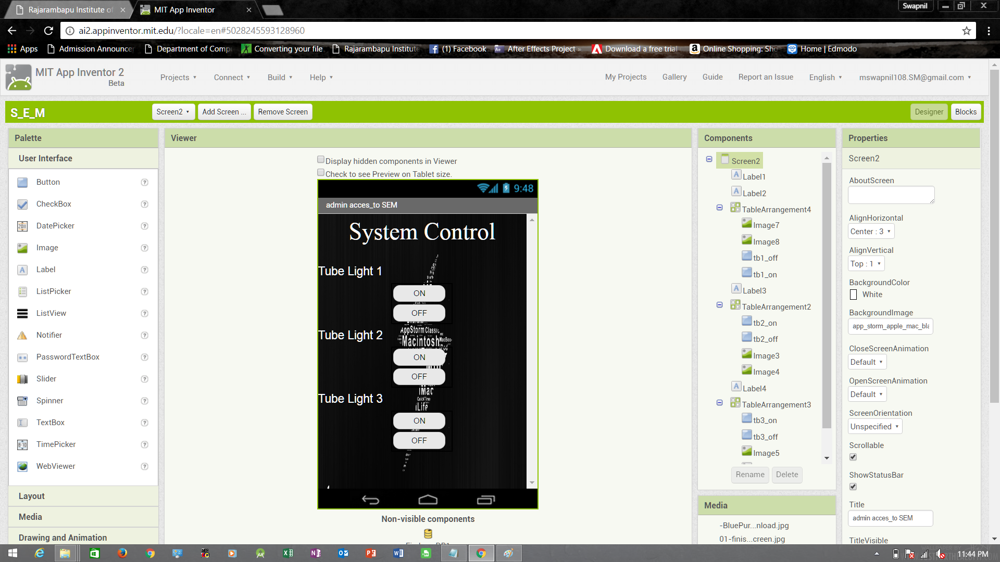 Rajarambapu Institute of
MIT App Inventor
Swapnil
ai2.appinventor.mit.edu/?locale=en#5028245593128960
Apps
Admission Announcer
Department of Comp
Converting your file
Rajarambapu Institute
(1) Facebook
After Effects Project
Download a free trial
Online Shopping: Sho
Home | Edmodo
MIT App Inventor 2
Beta
Projects
Connect
Build
Help
My Projects
Gallery
Guide
Report an Issue
English
mswapnil108.SM@gmail.com
S_E_M
Screen2
Add Screen ...
Remove Screen
Designer
Blocks
Palette
User Interface
Button
CheckBox
DatePicker
Image
Label
ListPicker
ListView
Notifier
PasswordTextBox
Slider
Spinner
TextBox
TimePicker
WebViewer
Layout
Media
Drawing and Animation
Viewer
Display hidden components in Viewer
Check to see Preview on Tablet size.
9:48
admin acces_to SEM
System Control
Tube Light 1
ON
OFF
Tube Light 2
AppStorm Classic
Macintosh
MacBoo
ON
OFF
iMac
QuickTime
iLife
Tube Light 3
ON
OFF
Non-visible components
Components
Screen2
Label1
Label2
TableArrangement4
Image7
Image8
tb1_off
tb1_on
Label3
TableArrangement2
tb2_on
tb2_off
Image3
Image4
Label4
TableArrangement3
tb3_on
tb3_off
Image5
Rename
Delete
Media
-BluePur...nload.jpg
01-finis...creen.jpg
Properties
Screen2
AboutScreen
AlignHorizontal
Center : 3
AlignVertical
Top : 1
BackgroundColor
White
BackgroundImage
app_storm_apple_mac_bla
CloseScreenAnimation
Default
OpenScreenAnimation
Default
ScreenOrientation
Unspecified
Scrollable
ShowStatusBar
Title
admin acces_to SEM
TitleVisible
11:44 PM